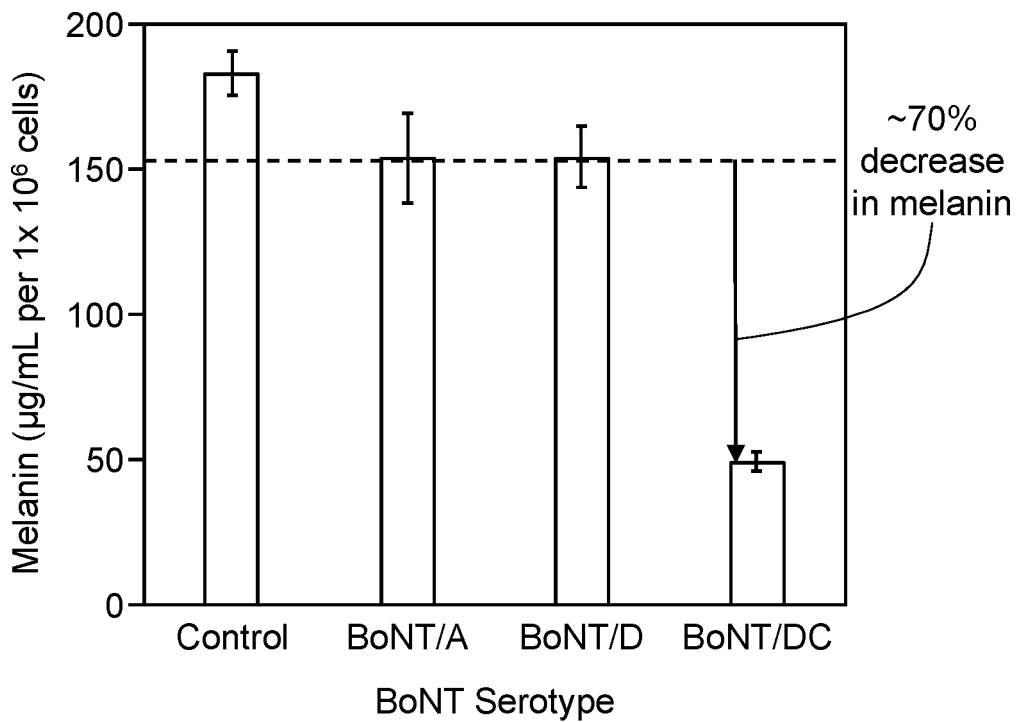 Melanin (µg/mL per 1x 10⁶ cells)
200
150
100
50
0
~70%
decrease
in melanin
Control BoNT/A BoNT/D BoNT/DC
BoNT Serotype